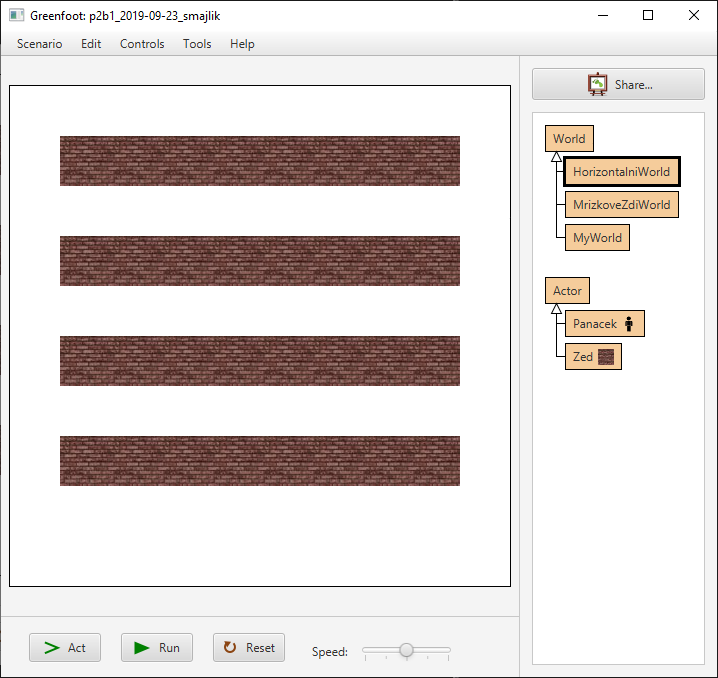 Greenfoot: p2b1_2019-09-23_smajlik
Scenario Edit Controls Tools Help
Share...
World
HorizontalniWorld
MrizkoveZdiWorld
MyWorld
Actor
Panacek
Zed
Act Run Reset Speed: